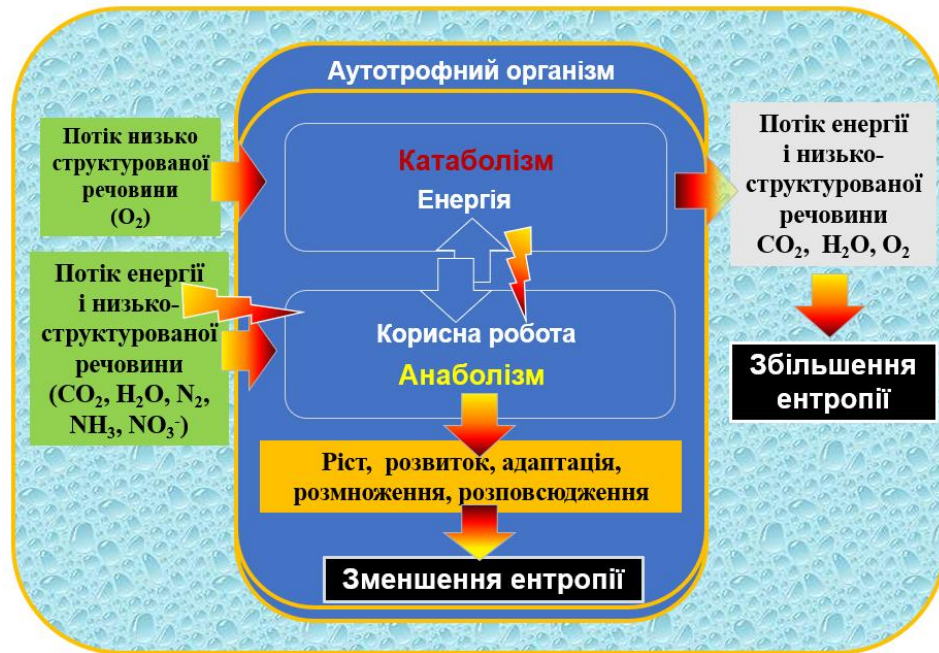 Аутотрофний організм
Потік низько
структурованої
речовини
(O₂)
Катаболізм
Енергія
Потік енергії
і низько-
структурованої
речовини
CO₂, H₂O, O₂
Потік енергії
і низько-
структурованої
речовини
(CO₂, H₂O, N₂,
NH₃, NO₃⁻)
Корисна робота
Анаболізм
Збільшення
ентропії
Ріст, розвиток, адаптація,
розмноження, розповсюдження
Зменшення ентропії